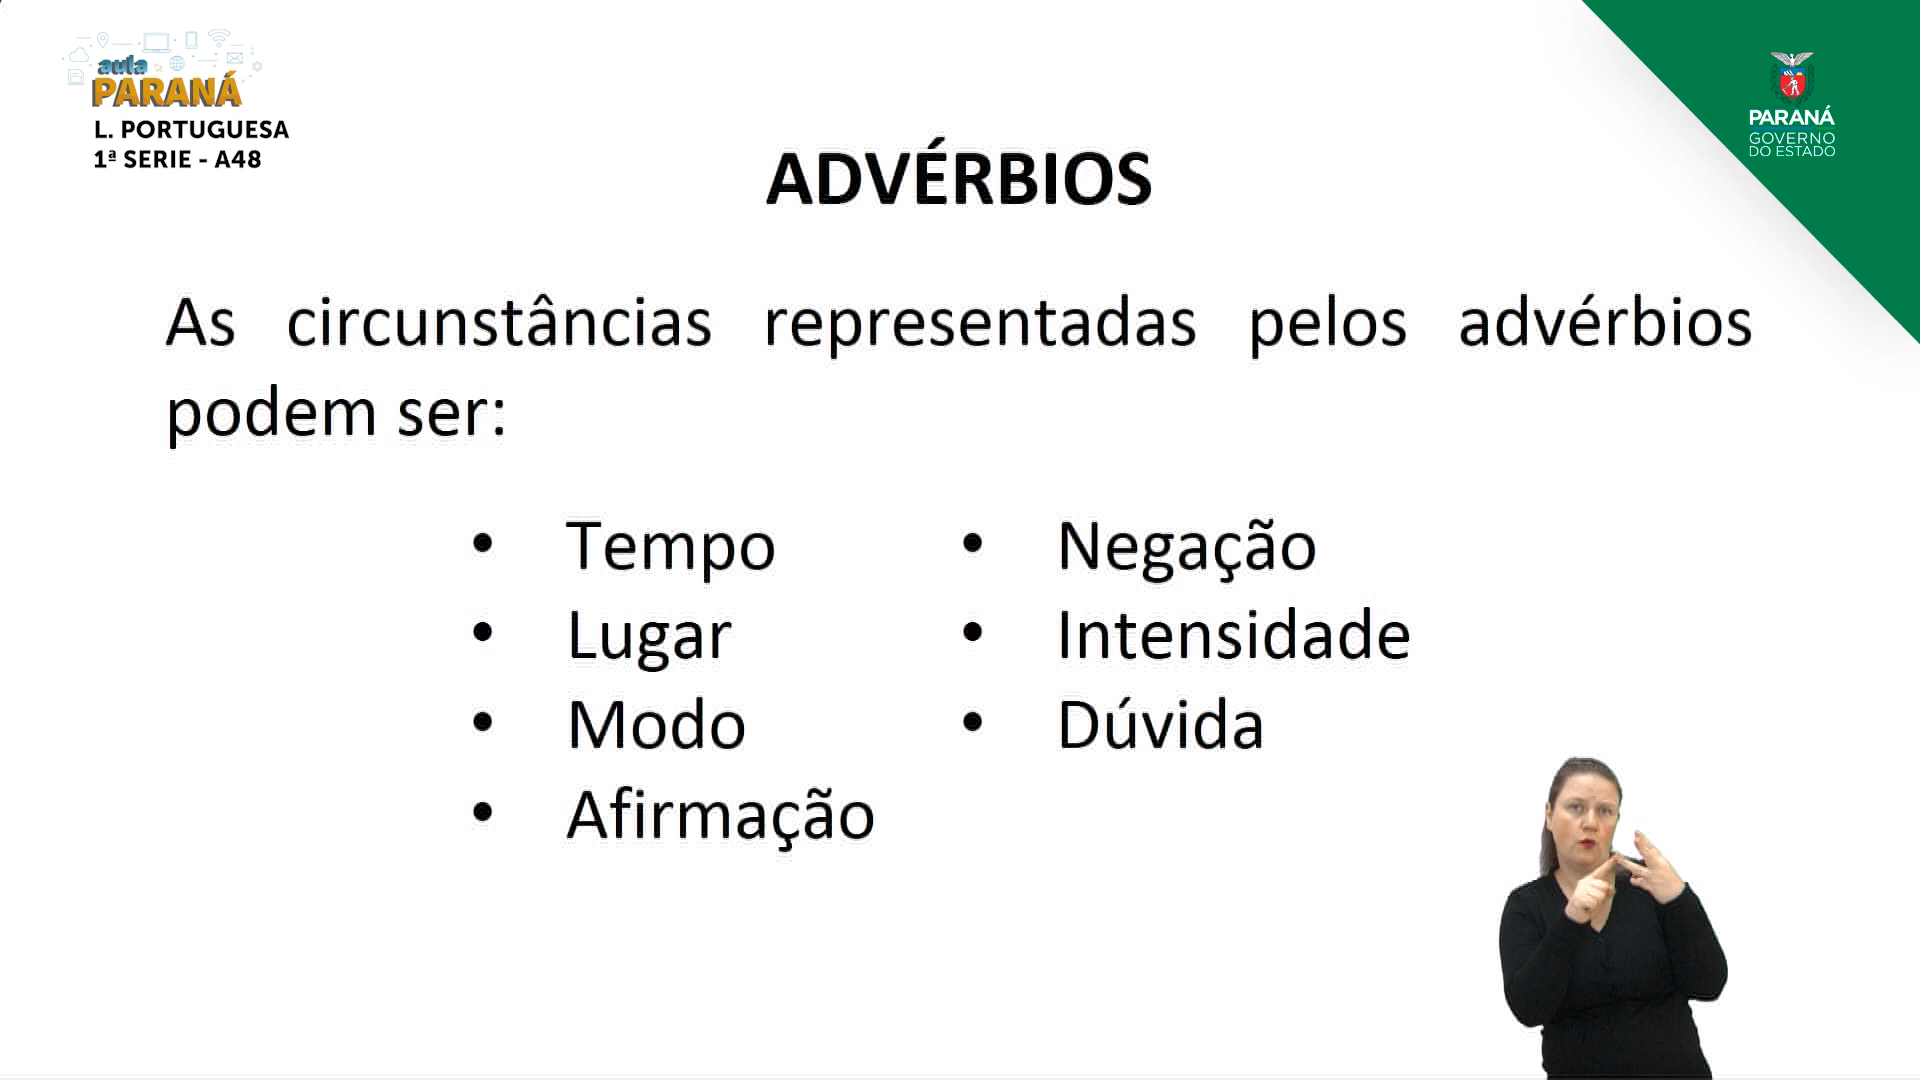 aula
PARANÁ
L. PORTUGUESA
1ª SERIE - A48
PARANÁ
GOVERNO
DO ESTADO
ADVÉRBIOS
As circunstâncias representadas pelos advérbios
podem ser:
• Tempo
• Lugar
• Modo
• Afirmação
• Negação
• Intensidade
• Dúvida